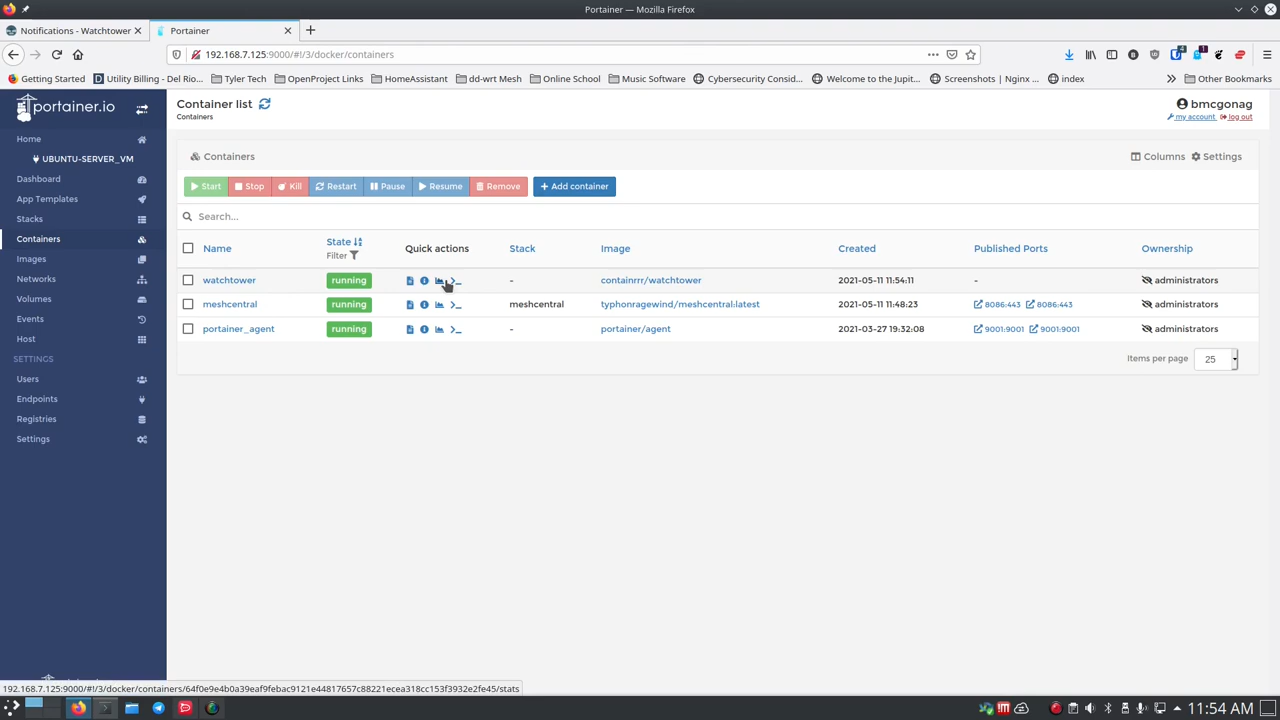 Portainer — Mozilla Firefox
Notifications - Watchtower
Portainer
192.168.7.125:9000/#!/3/docker/containers
Getting Started
Utility Billing - Del Rio...
Tyler Tech
OpenProject Links
HomeAssistant
dd-wrt Mesh
Online School
Music Software
Cybersecurity Consid...
Welcome to the Jupit...
Screenshots | Nginx ...
index
Other Bookmarks
portainer.io
Container list
Containers
bmcgonag
my account
log out
Home
UBUNTU-SERVER_VM
Dashboard
App Templates
Stacks
Containers
Images
Networks
Volumes
Events
Host
SETTINGS
Users
Endpoints
Registries
Settings
Containers
Columns
Settings
Start
Stop
Kill
Restart
Pause
Resume
Remove
Add container
Search...
Name State Quick actions Stack Image Created Published Ports Ownership
Filter
watchtower running - containrrr/watchtower 2021-05-11 11:54:11 - administrators
meshcentral running meshcentral typhonragewind/meshcentral:latest 2021-05-11 11:48:23 8086:443 8086:443 administrators
portainer_agent running - portainer/agent 2021-03-27 19:32:08 9001:9001 9001:9001 administrators
Items per page 25
192.168.7.125:9000/#!/3/docker/containers/64f0e9e4b0a39eaf9febac9121e44817657c88221ecea318cc153f3932e2fe45/stats
11:54 AM